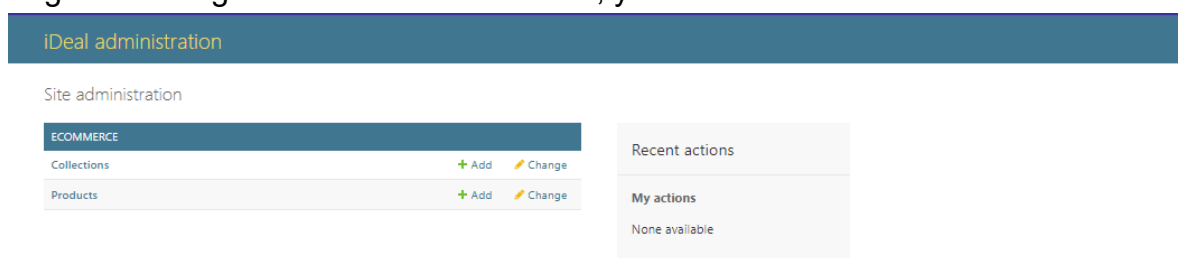 iDeal administration
Site administration
ECOMMERCE
Collections + Add Change
Products + Add Change
Recent actions
My actions
None available